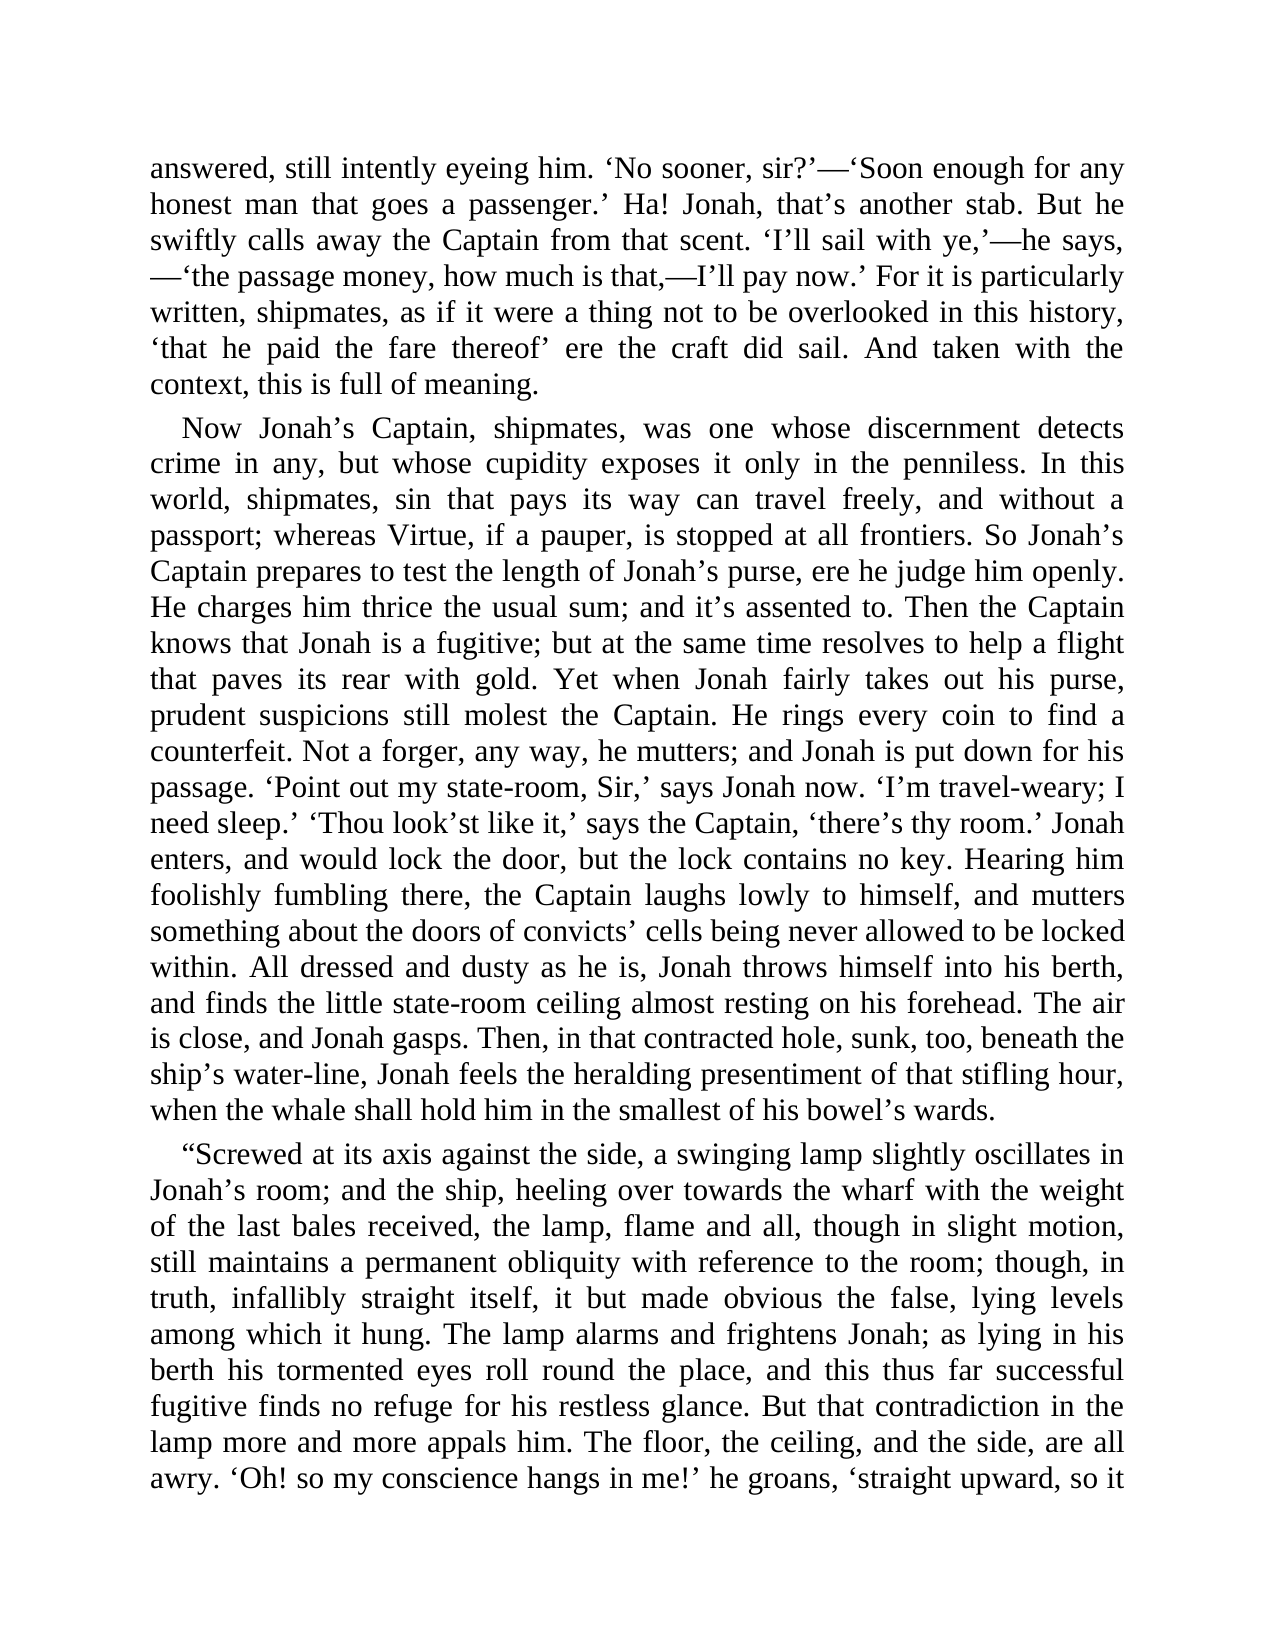 answered, still intently eyeing him. ‘No sooner, sir?’—‘Soon enough for any
honest man that goes a passenger.’ Ha! Jonah, that’s another stab. But he
swiftly calls away the Captain from that scent. ‘I’ll sail with ye,’—he says,
—‘the passage money, how much is that,—I’ll pay now.’ For it is particularly
written, shipmates, as if it were a thing not to be overlooked in this history,
‘that he paid the fare thereof’ ere the craft did sail. And taken with the
context, this is full of meaning.
Now Jonah’s Captain, shipmates, was one whose discernment detects
crime in any, but whose cupidity exposes it only in the penniless. In this
world, shipmates, sin that pays its way can travel freely, and without a
passport; whereas Virtue, if a pauper, is stopped at all frontiers. So Jonah’s
Captain prepares to test the length of Jonah’s purse, ere he judge him openly.
He charges him thrice the usual sum; and it’s assented to. Then the Captain
knows that Jonah is a fugitive; but at the same time resolves to help a flight
that paves its rear with gold. Yet when Jonah fairly takes out his purse,
prudent suspicions still molest the Captain. He rings every coin to find a
counterfeit. Not a forger, any way, he mutters; and Jonah is put down for his
passage. ‘Point out my state-room, Sir,’ says Jonah now. ‘I’m travel-weary; I
need sleep.’ ‘Thou look’st like it,’ says the Captain, ‘there’s thy room.’ Jonah
enters, and would lock the door, but the lock contains no key. Hearing him
foolishly fumbling there, the Captain laughs lowly to himself, and mutters
something about the doors of convicts’ cells being never allowed to be locked
within. All dressed and dusty as he is, Jonah throws himself into his berth,
and finds the little state-room ceiling almost resting on his forehead. The air
is close, and Jonah gasps. Then, in that contracted hole, sunk, too, beneath the
ship’s water-line, Jonah feels the heralding presentiment of that stifling hour,
when the whale shall hold him in the smallest of his bowel’s wards.
“Screwed at its axis against the side, a swinging lamp slightly oscillates in
Jonah’s room; and the ship, heeling over towards the wharf with the weight
of the last bales received, the lamp, flame and all, though in slight motion,
still maintains a permanent obliquity with reference to the room; though, in
truth, infallibly straight itself, it but made obvious the false, lying levels
among which it hung. The lamp alarms and frightens Jonah; as lying in his
berth his tormented eyes roll round the place, and this thus far successful
fugitive finds no refuge for his restless glance. But that contradiction in the
lamp more and more appals him. The floor, the ceiling, and the side, are all
awry. ‘Oh! so my conscience hangs in me!’ he groans, ‘straight upward, so it